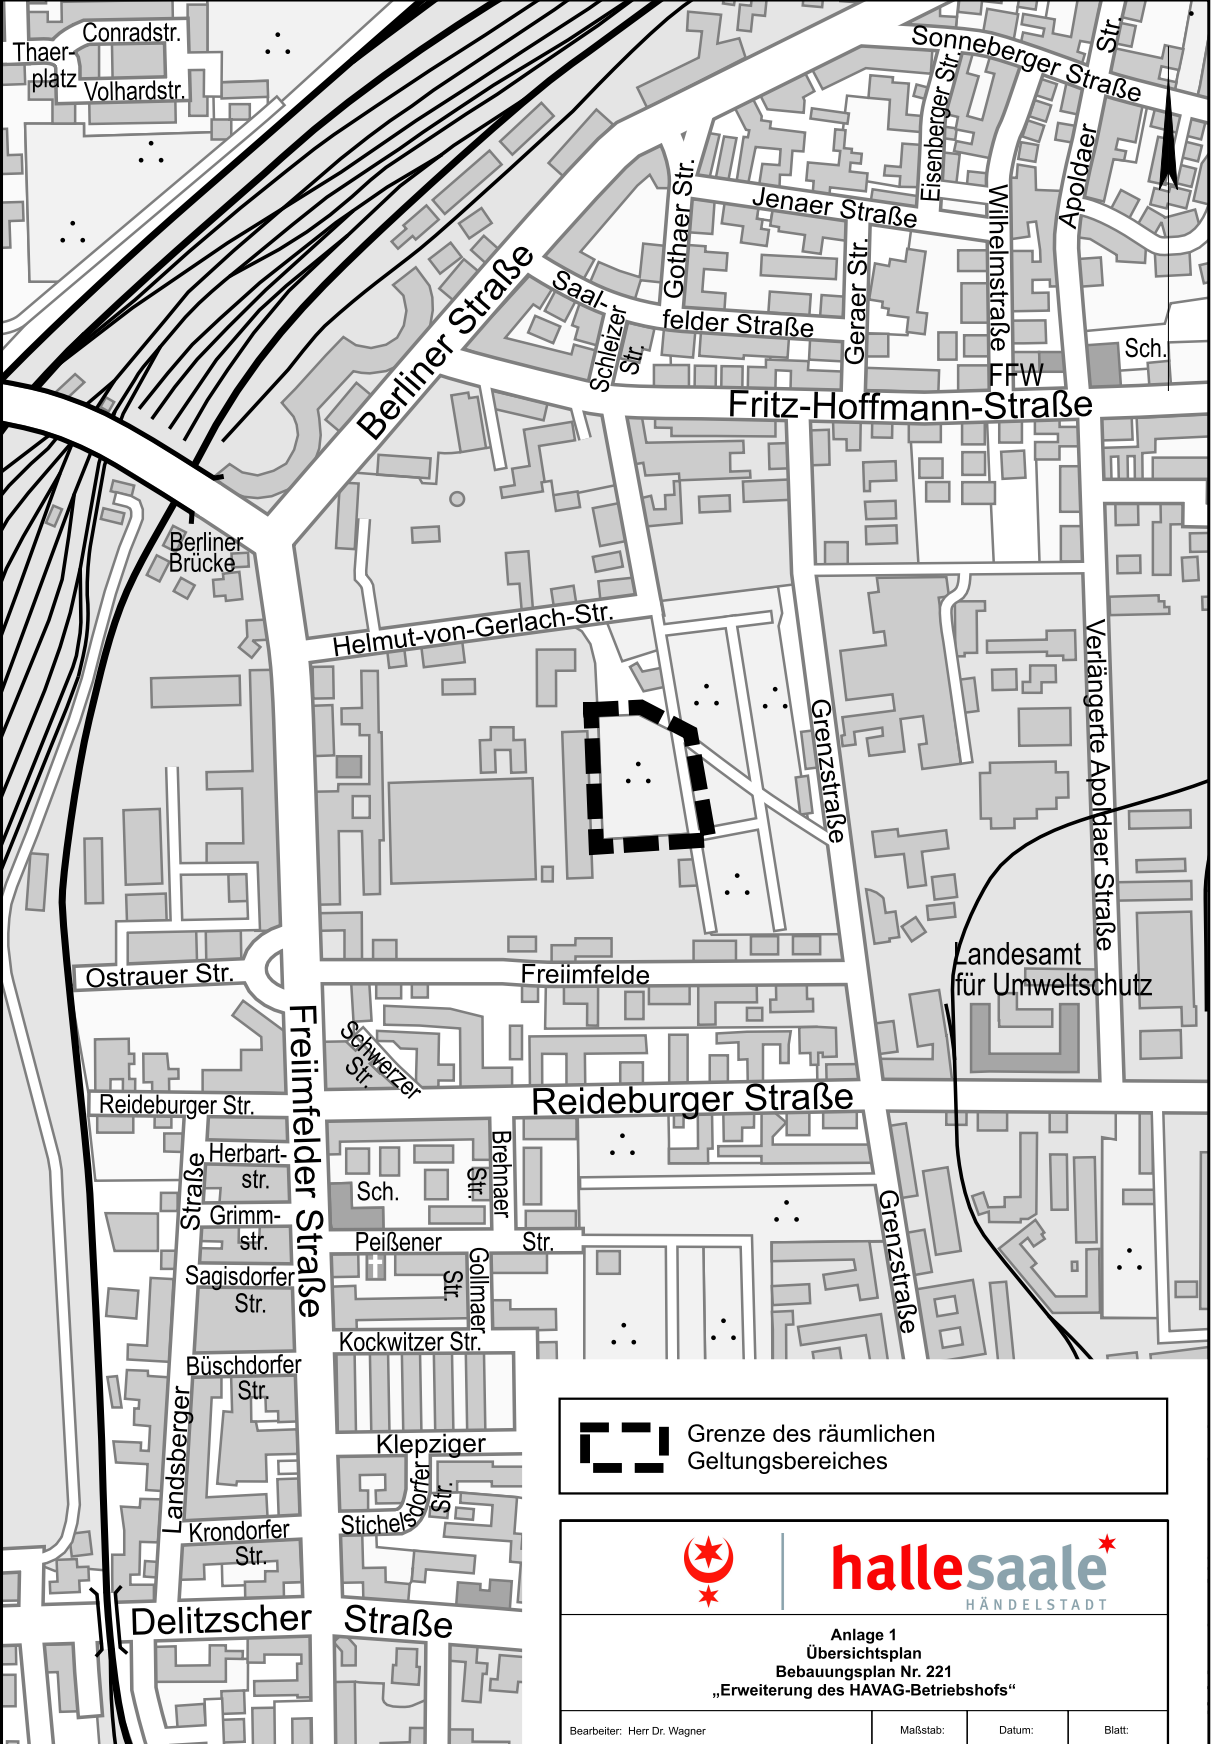 Conradstr.
Thaer-
platz
Volhardstr.
Sonneberger Straße
Str.
Apoldaer
Eisenberger Str.
Jenaer Straße
Wilhelmstraße
Gothaer Str.
Geraer Str.
Saal-
felder Straße
Schleizer
Str.
Berliner Straße
Sch.
FFW
Fritz-Hoffmann-Straße
Berliner
Brücke
Helmut-von-Gerlach-Str.
Grenzstraße
Verlängerte Apoldaer Straße
Landesamt
für Umweltschutz
Ostrauer Str.
Freiimfelde
Freiimfelder Straße
Schwerzer
Str.
Reideburger Str.
Reideburger Straße
Herbart-
str.
Straße
Landsberger
Grimm-
str.
Sch.
Brehnaer
Str.
Grenzstraße
Peißener
Str.
Sagisdorfer
Str.
Gollmaer
Str.
Kockwitzer Str.
Büschdorfer
Str.
Klepziger
Stichelsdorfer
Str.
Krondorfer
Str.
Delitzscher Straße
Grenze des räumlichen
Geltungsbereiches
hallesaale*
HÄNDELSTADT
Anlage 1
Übersichtsplan
Bebauungsplan Nr. 221
„Erweiterung des HAVAG-Betriebshofs“
Bearbeiter: Herr Dr. Wagner
Maßstab:
Datum:
Blatt: